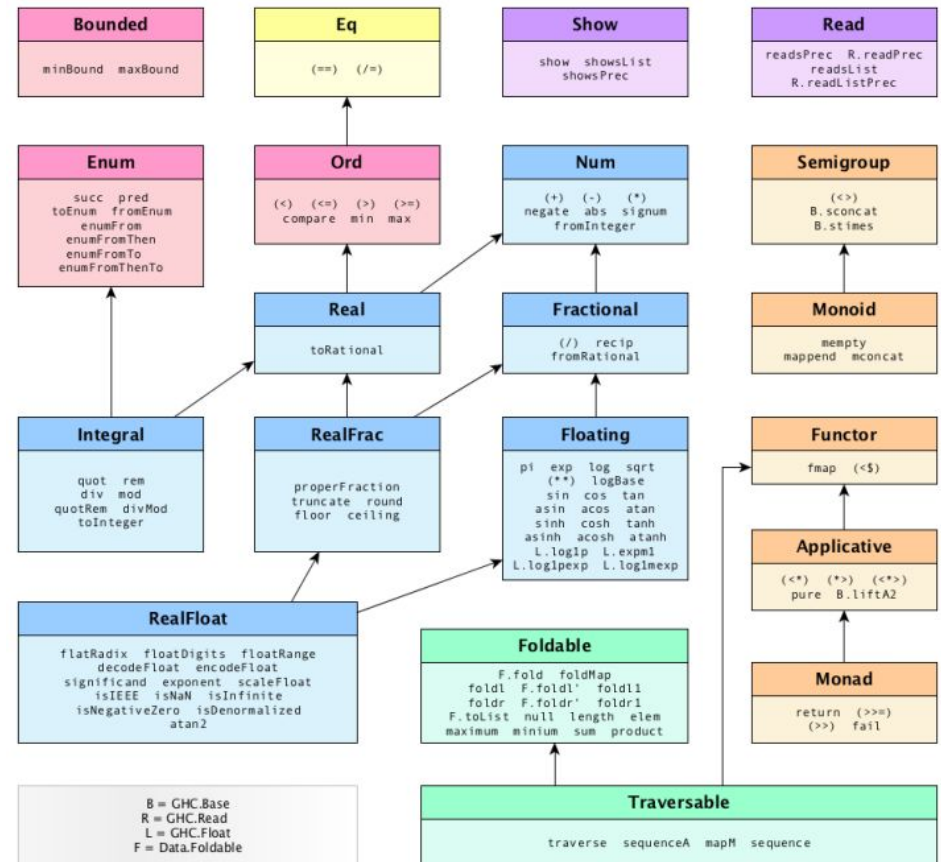 Bounded
minBound maxBound
Eq
(==) (/=)
Show
show showsList
showsPrec
Read
readsPrec R.readPrec
readsList
R.readListPrec
Enum
succ pred
toEnum fromEnum
enumFrom
enumFromThen
enumFromTo
enumFromThenTo
Ord
(<) (<=) (>) (>=)
compare min max
Num
(+) (-) (*)
negate abs signum
fromInteger
Semigroup
(<>)
B.sconcat
B.stimes
Real
toRational
Fractional
(/) recip
fromRational
Monoid
mempty
mappend mconcat
Integral
quot rem
div mod
quotRem divMod
toInteger
RealFrac
properFraction
truncate round
floor ceiling
Floating
pi exp log sqrt
(**) logBase
sin cos tan
asin acos atan
sinh cosh tanh
asinh acosh atanh
L.log1p L.expm1
L.log1pexp L.log1mexp
Functor
fmap (<$)
Applicative
(<*) (*>) (<*>)
pure B.liftA2
RealFloat
flatRadix floatDigits floatRange
decodeFloat encodeFloat
significand exponent scaleFloat
isIEEE isNaN isInfinite
isNegativeZero isDenormalized
atan2
Foldable
F.fold foldMap
foldl F.foldl' foldl1
foldr F.foldr' foldr1
F.toList null length elem
maximum minium sum product
Monad
return (>>=)
(>>) fail
B = GHC.Base
R = GHC.Read
L = GHC.Float
F = Data.Foldable
Traversable
traverse sequenceA mapM sequence